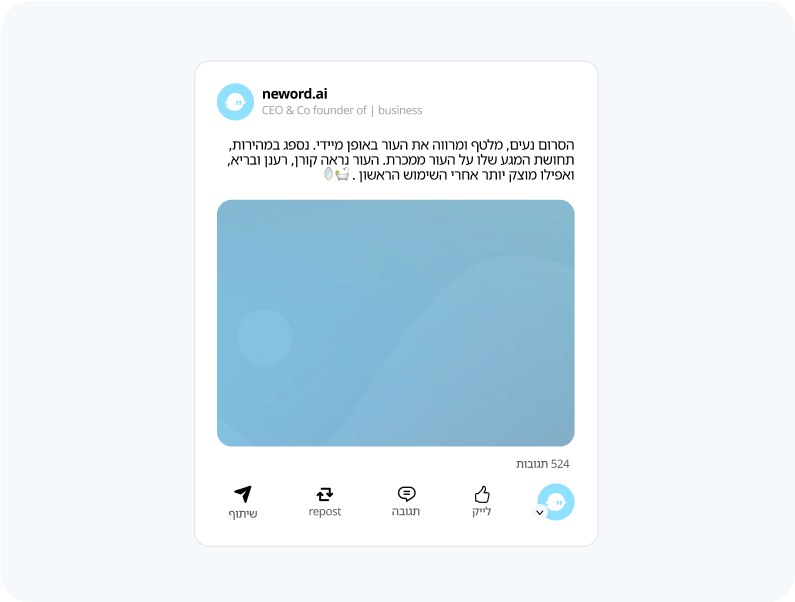 neword.ai
CEO & Co founder of | business
הסרום נעים, מלטף ומרווה את העור באופן מיידי. נספג במהירות,
תחושת המגע שלו על העור ממכרת. העור נראה קורן, רענן ובריא,
ואפילו מוצק יותר אחרי השימוש הראשון . 🛁🪞
524 תגובות
לייק
תגובה
repost
שיתוף